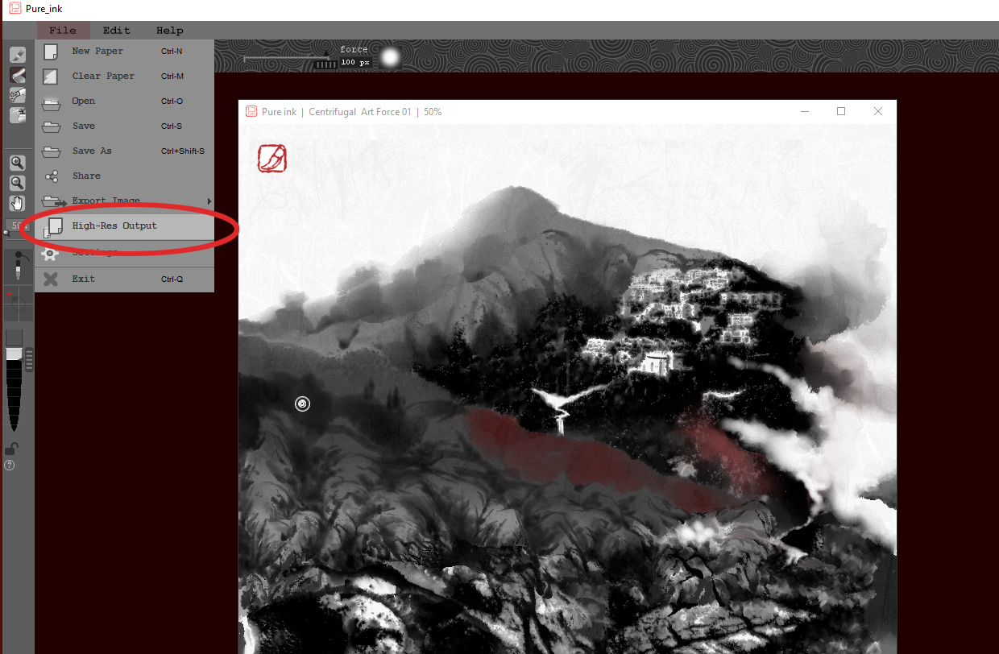 Pure_ink
File Edit Help
New Paper Ctrl-N
Clear Paper Ctrl-M
Open Ctrl-O
Save Ctrl-S
Save As Ctrl+Shift-S
Share
Export Image
High-Res Output
Settings
Exit Ctrl-Q
force
100 px
50%
?
Pure ink | Centrifugal Art Force 01 | 50%